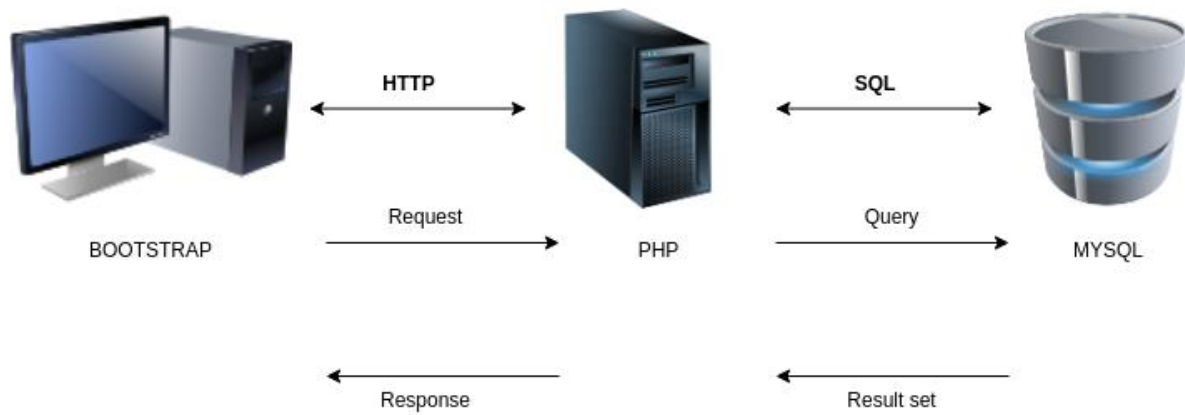 HTTP
SQL
Request
Query
BOOTSTRAP
PHP
MYSQL
Response
Result set